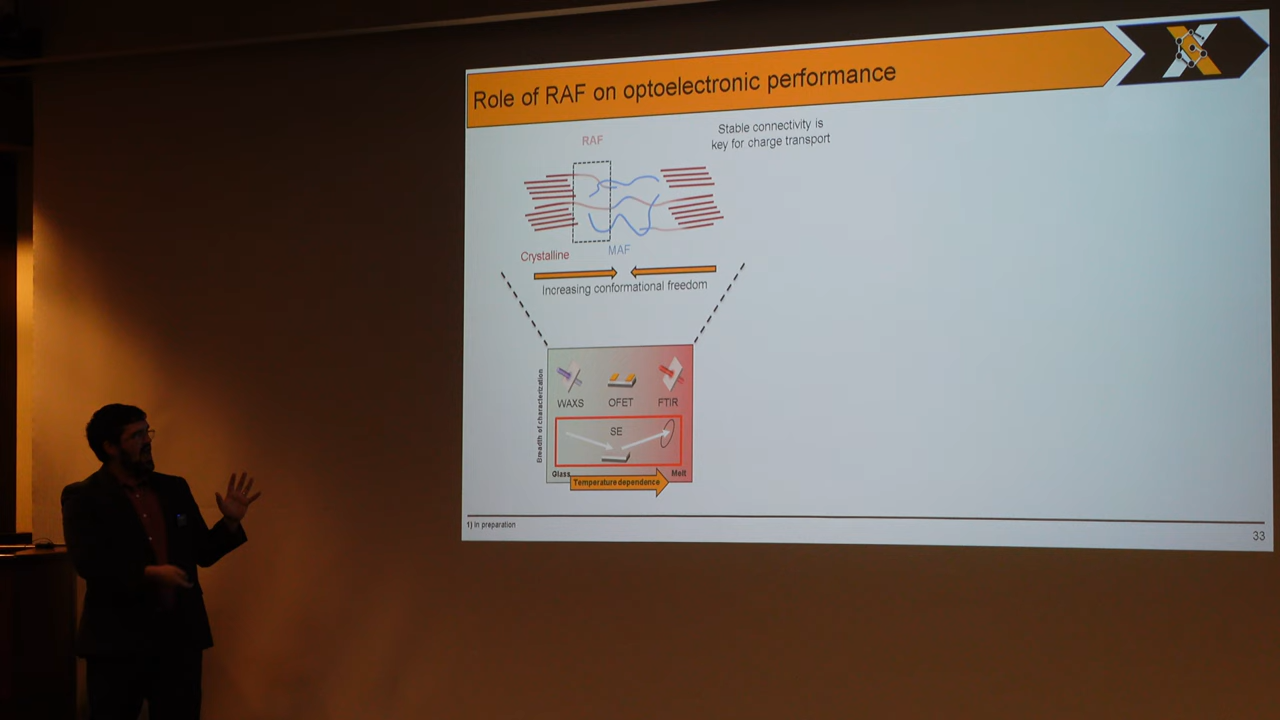 Role of RAF on optoelectronic performance
RAF
Stable connectivity is
key for charge transport
Crystalline
MAF
Increasing conformational freedom
Breadth of characterization
WAXS
OFET
FTIR
SE
Glass
Melt
Temperature dependence
1) In preparation
33